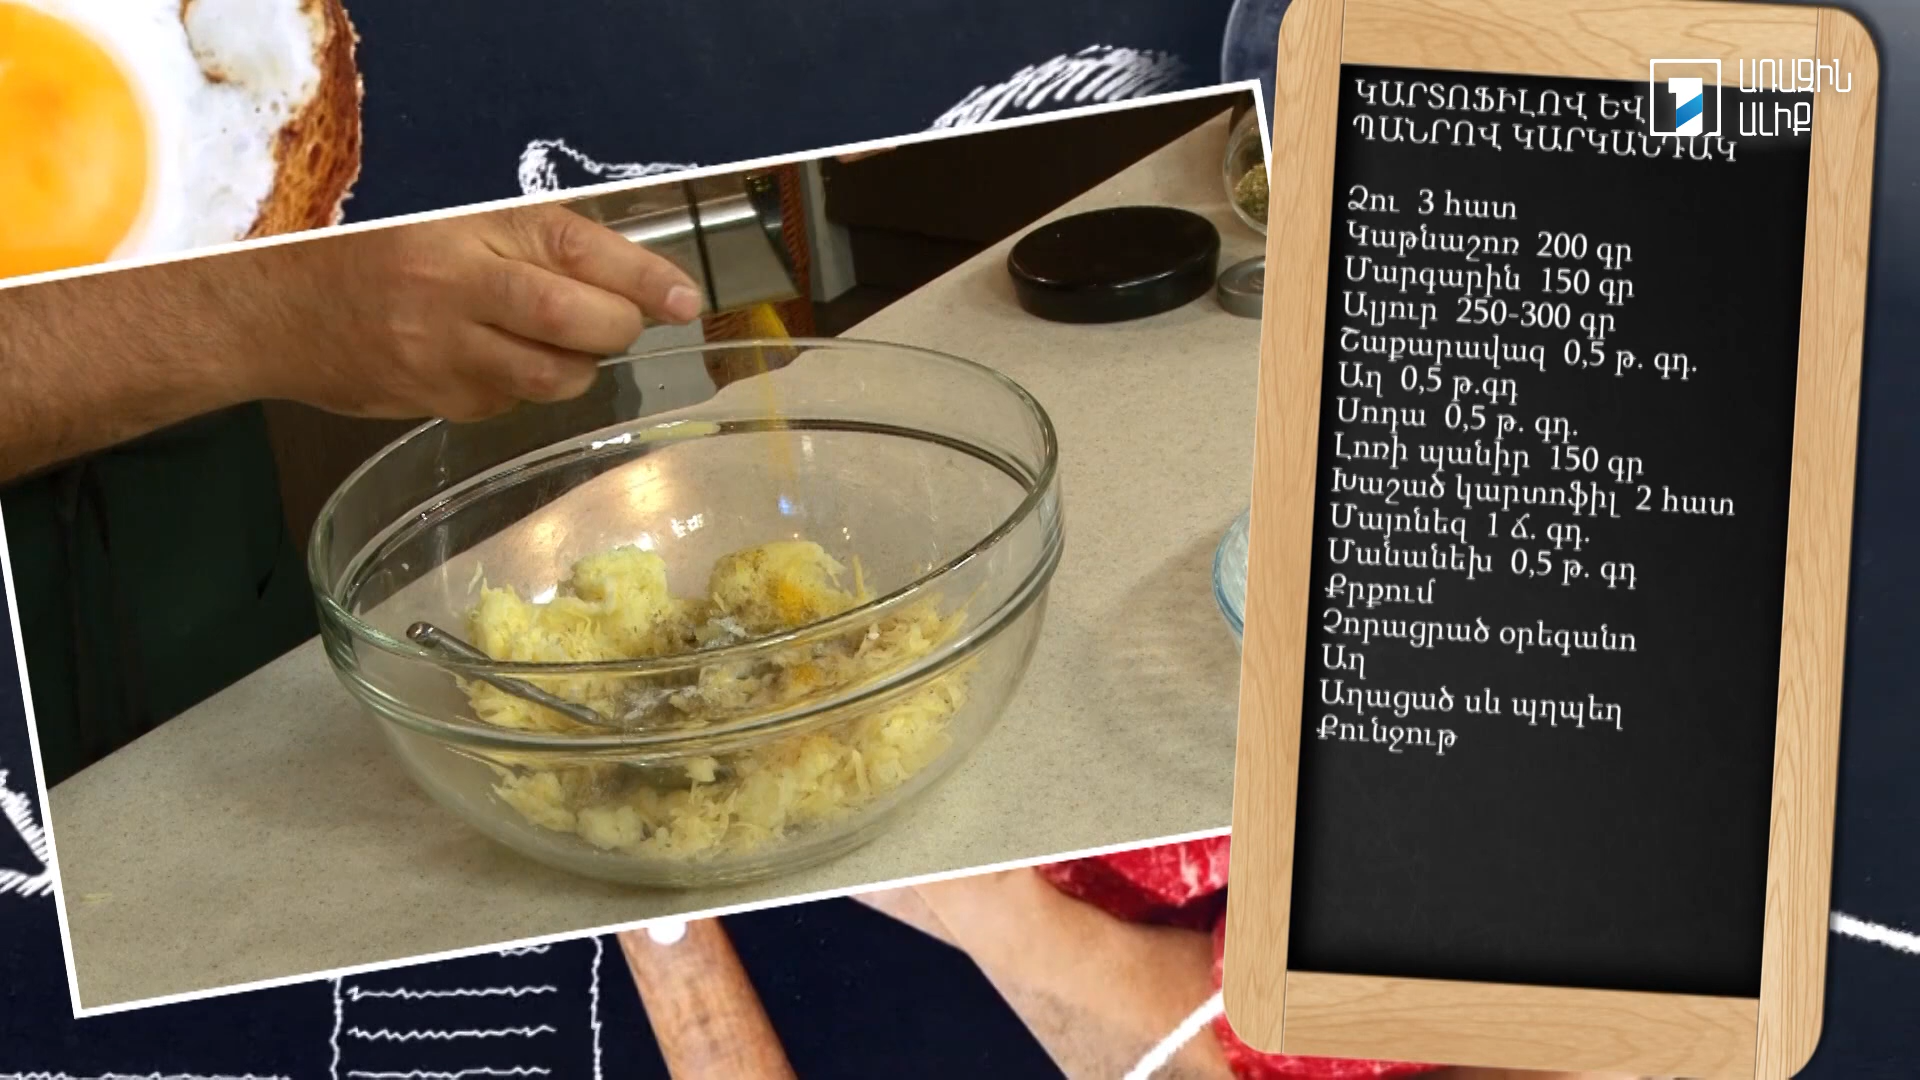 ԿԱՐՏՈՖԻԼՈՎ ԵՎ
ՊԱՆՐՈՎ ԿԱՐԿԱՆԴԱԿ
Ձու 3 հատ
Կաթնաշոռ 200 գր
Մարգարին 150 գր
Ալյուր 250-300 գր
Շաքարավազ 0,5 թ. գդ.
Աղ 0,5 թ.գդ
Սոդա 0,5 թ. գդ.
Լոռի պանիր 150 գր
Խաշած կարտոֆիլ 2 հատ
Մայոնեզ 1 ճ. գդ.
Մանանեխ 0,5 թ. գդ
Քրքում
Չորացրած օրեգանո
Աղ
Աղացած սև պղպեղ
Քունջութ
1 ԱՌԱՋԻՆ
ԱԼԻՔ